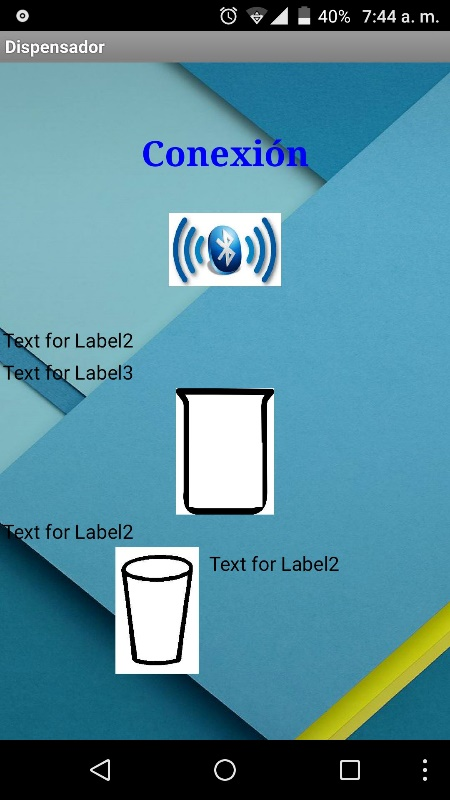 40% 7:44 a. m.
Dispensador
Conexión
Text for Label2
Text for Label3
Text for Label2
Text for Label2